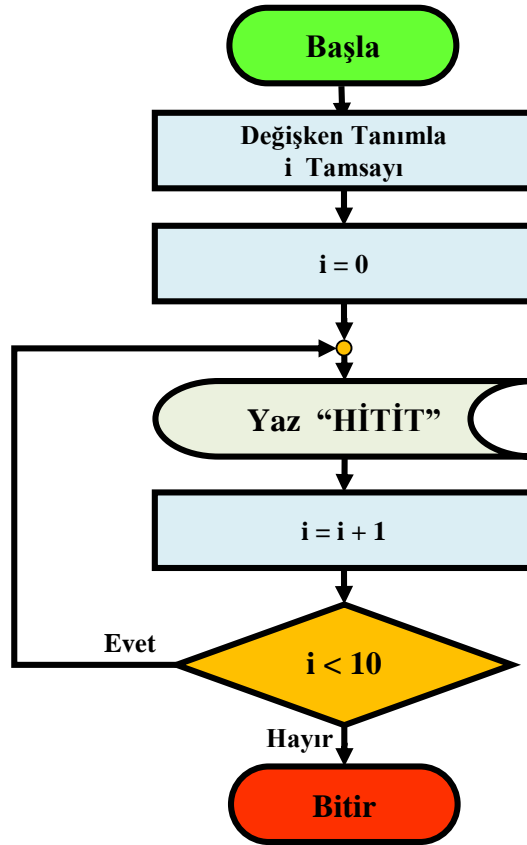 Başla
Değişken Tanımla
i Tamsayı
i = 0
Yaz “HİTİT”
i = i + 1
Evet
i < 10
Hayır
Bitir